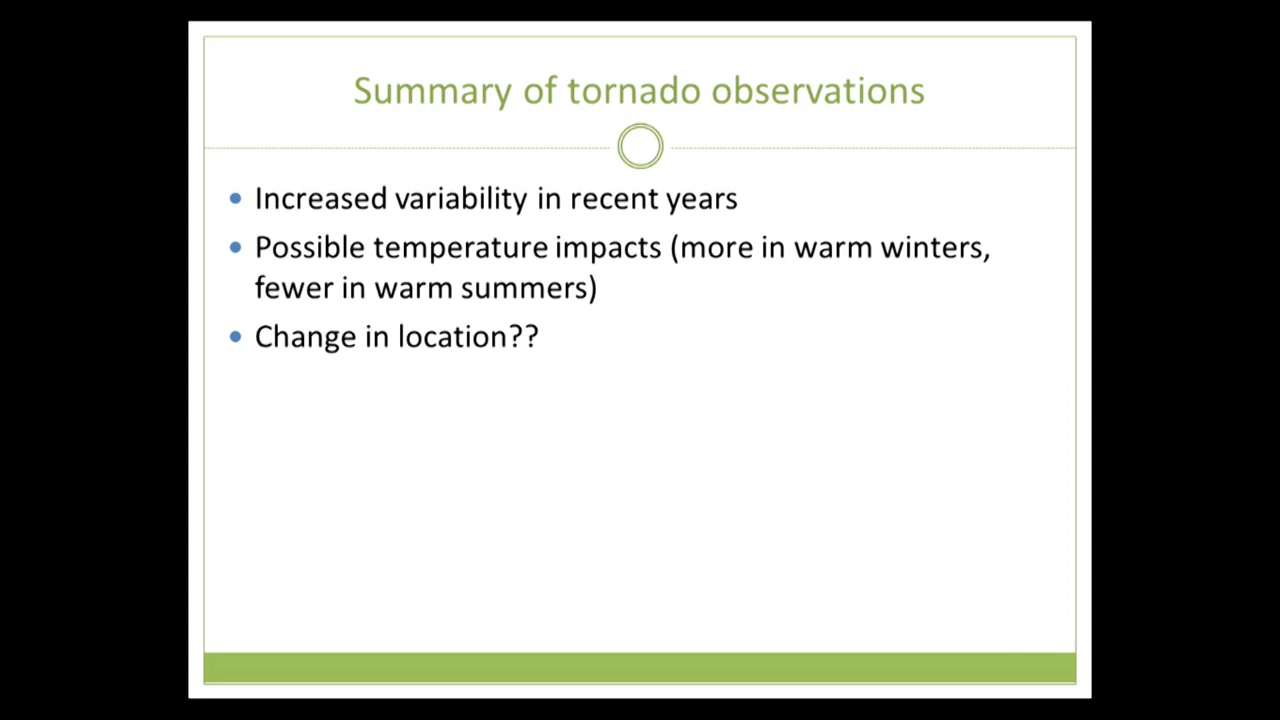 Summary of tornado observations
• Increased variability in recent years
• Possible temperature impacts (more in warm winters,
fewer in warm summers)
• Change in location??